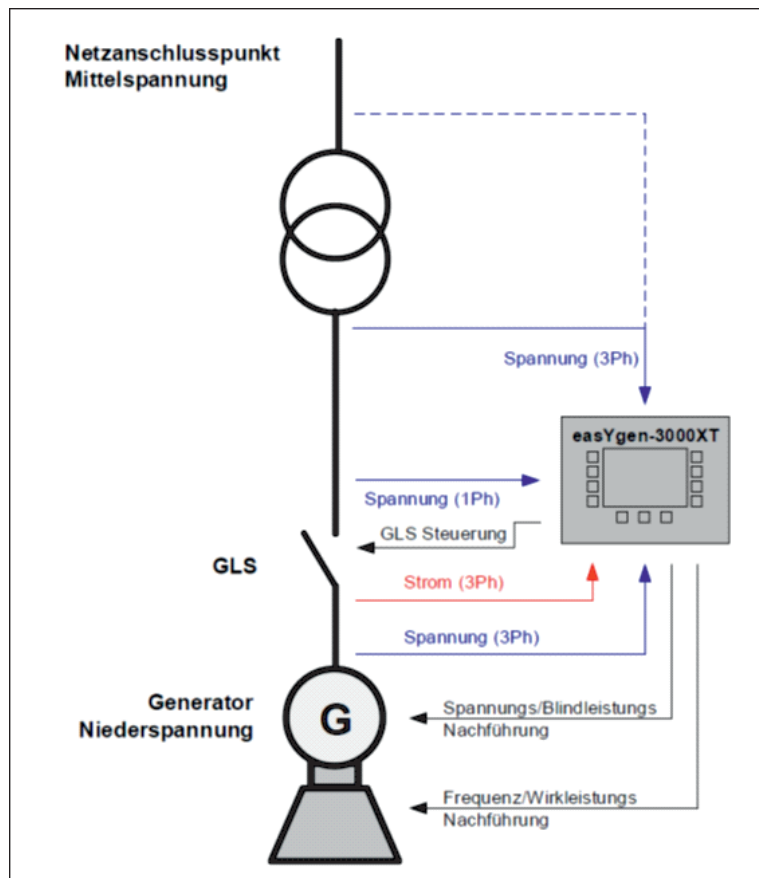 Netzanschlusspunkt
Mittelspannung
Spannung (3Ph)
easYgen-3000XT
Spannung (1Ph)
GLS Steuerung
GLS
Strom (3Ph)
Spannung (3Ph)
Generator
Niederspannung
G
Spannungs/Blindleistungs
Nachführung
Frequenz/Wirkleistungs
Nachführung